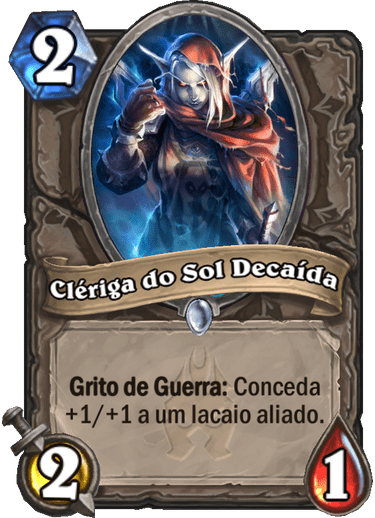 2
Clériga do Sol Decaída
Grito de Guerra: Conceda
+1/+1 a um lacaio aliado.
2
1